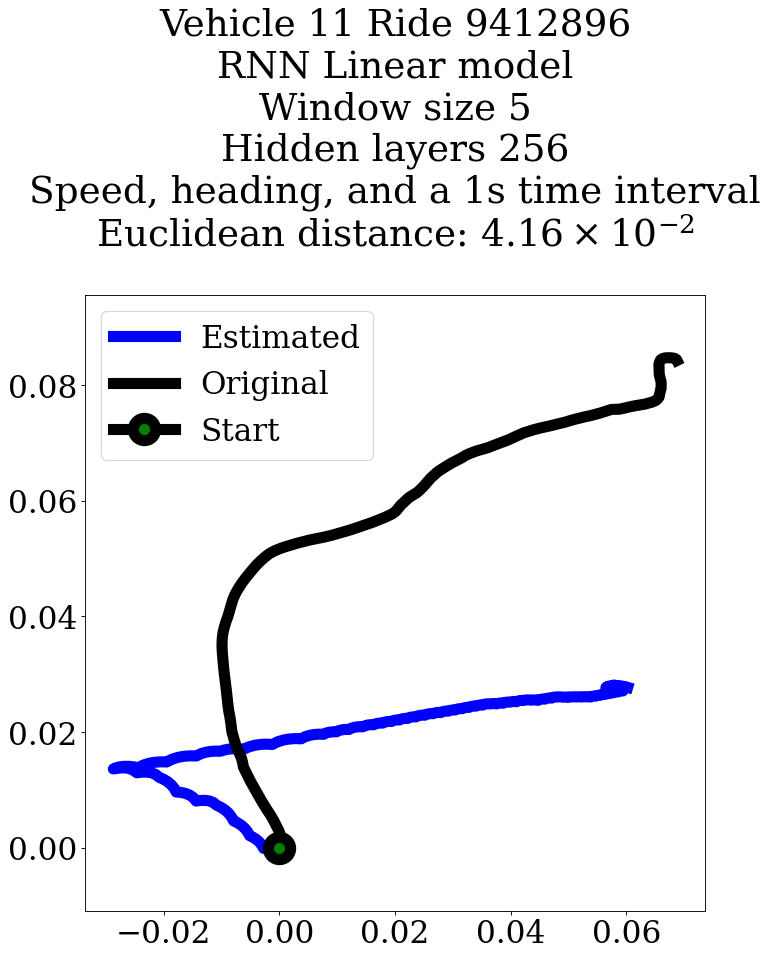 Vehicle 11 Ride 9412896
RNN Linear model
Window size 5
Hidden layers 256
Speed, heading, and a 1s time interval
Euclidean distance: 4.16 × 10⁻²
Estimated
Original
Start
0.08
0.06
0.04
0.02
0.00
−0.02 0.00 0.02 0.04 0.06